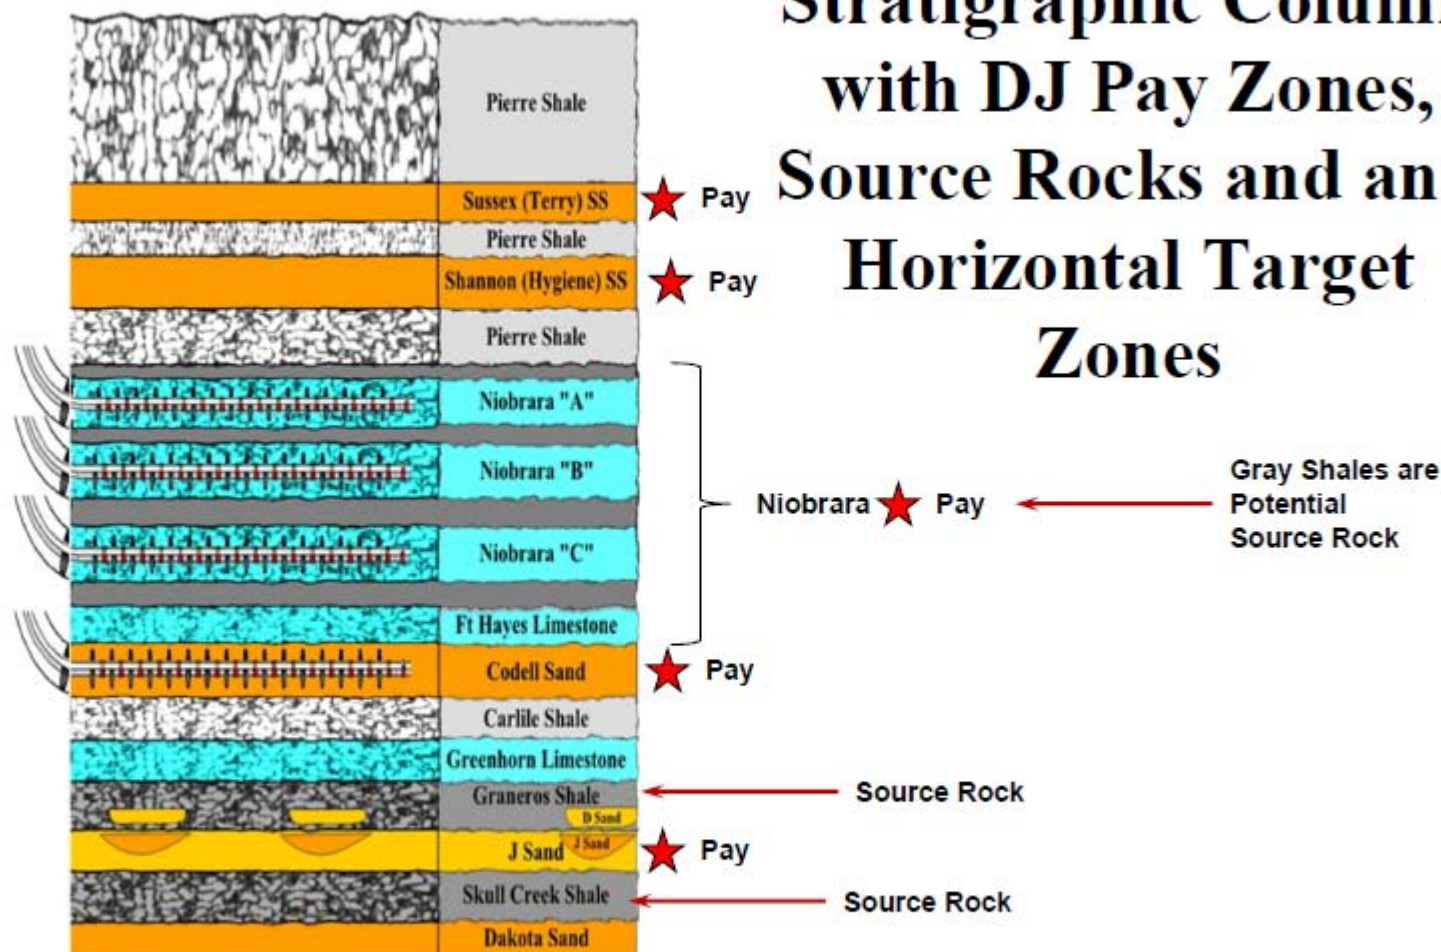 Stratigraphic Column
with DJ Pay Zones,
Source Rocks and an
Horizontal Target
Zones
Pierre Shale
Sussex (Terry) SS
Pay
Pierre Shale
Shannon (Hygiene) SS
Pay
Pierre Shale
Niobrara "A"
Niobrara "B"
Niobrara "C"
Niobrara
Pay
Gray Shales are
Potential
Source Rock
Ft Hayes Limestone
Codell Sand
Pay
Carlile Shale
Greenhorn Limestone
Graneros Shale
Source Rock
D Sand
J Sand
J Sand
Pay
Skull Creek Shale
Source Rock
Dakota Sand